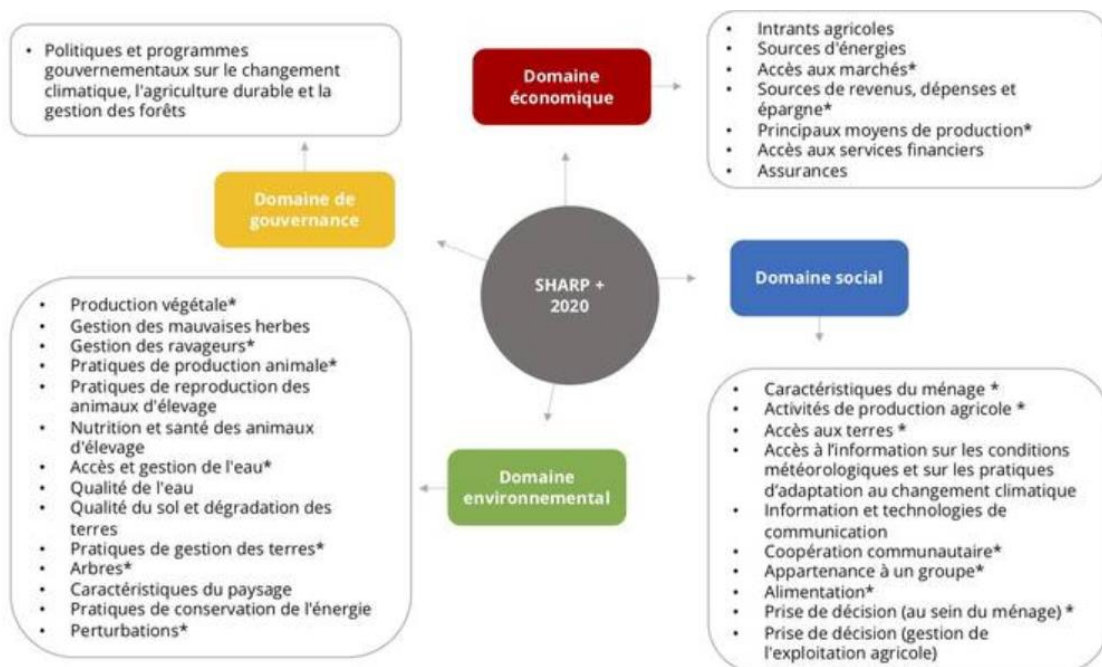 • Politiques et programmes
gouvernementaux sur le changement
climatique, l'agriculture durable et la
gestion des forêts
Domaine
économique
• Intrants agricoles
• Sources d'énergies
• Accès aux marchés*
• Sources de revenus, dépenses et
épargne*
• Principaux moyens de production*
• Accès aux services financiers
• Assurances
Domaine de
gouvernance
SHARP +
2020
Domaine social
• Production végétale*
• Gestion des mauvaises herbes
• Gestion des ravageurs*
• Pratiques de production animale*
• Pratiques de reproduction des
animaux d'élevage
• Nutrition et santé des animaux
d'élevage
• Accès et gestion de l'eau*
• Qualité de l'eau
• Qualité du sol et dégradation des
terres
• Pratiques de gestion des terres*
• Arbres*
• Caractéristiques du paysage
• Pratiques de conservation de l'énergie
• Perturbations*
Domaine
environnemental
• Caractéristiques du ménage *
• Activités de production agricole *
• Accès aux terres *
• Accès à l'information sur les conditions
météorologiques et sur les pratiques
d'adaptation au changement climatique
• Information et technologies de
communication
• Coopération communautaire*
• Appartenance à un groupe*
• Alimentation*
• Prise de décision (au sein du ménage) *
• Prise de décision (gestion de
l'exploitation agricole)